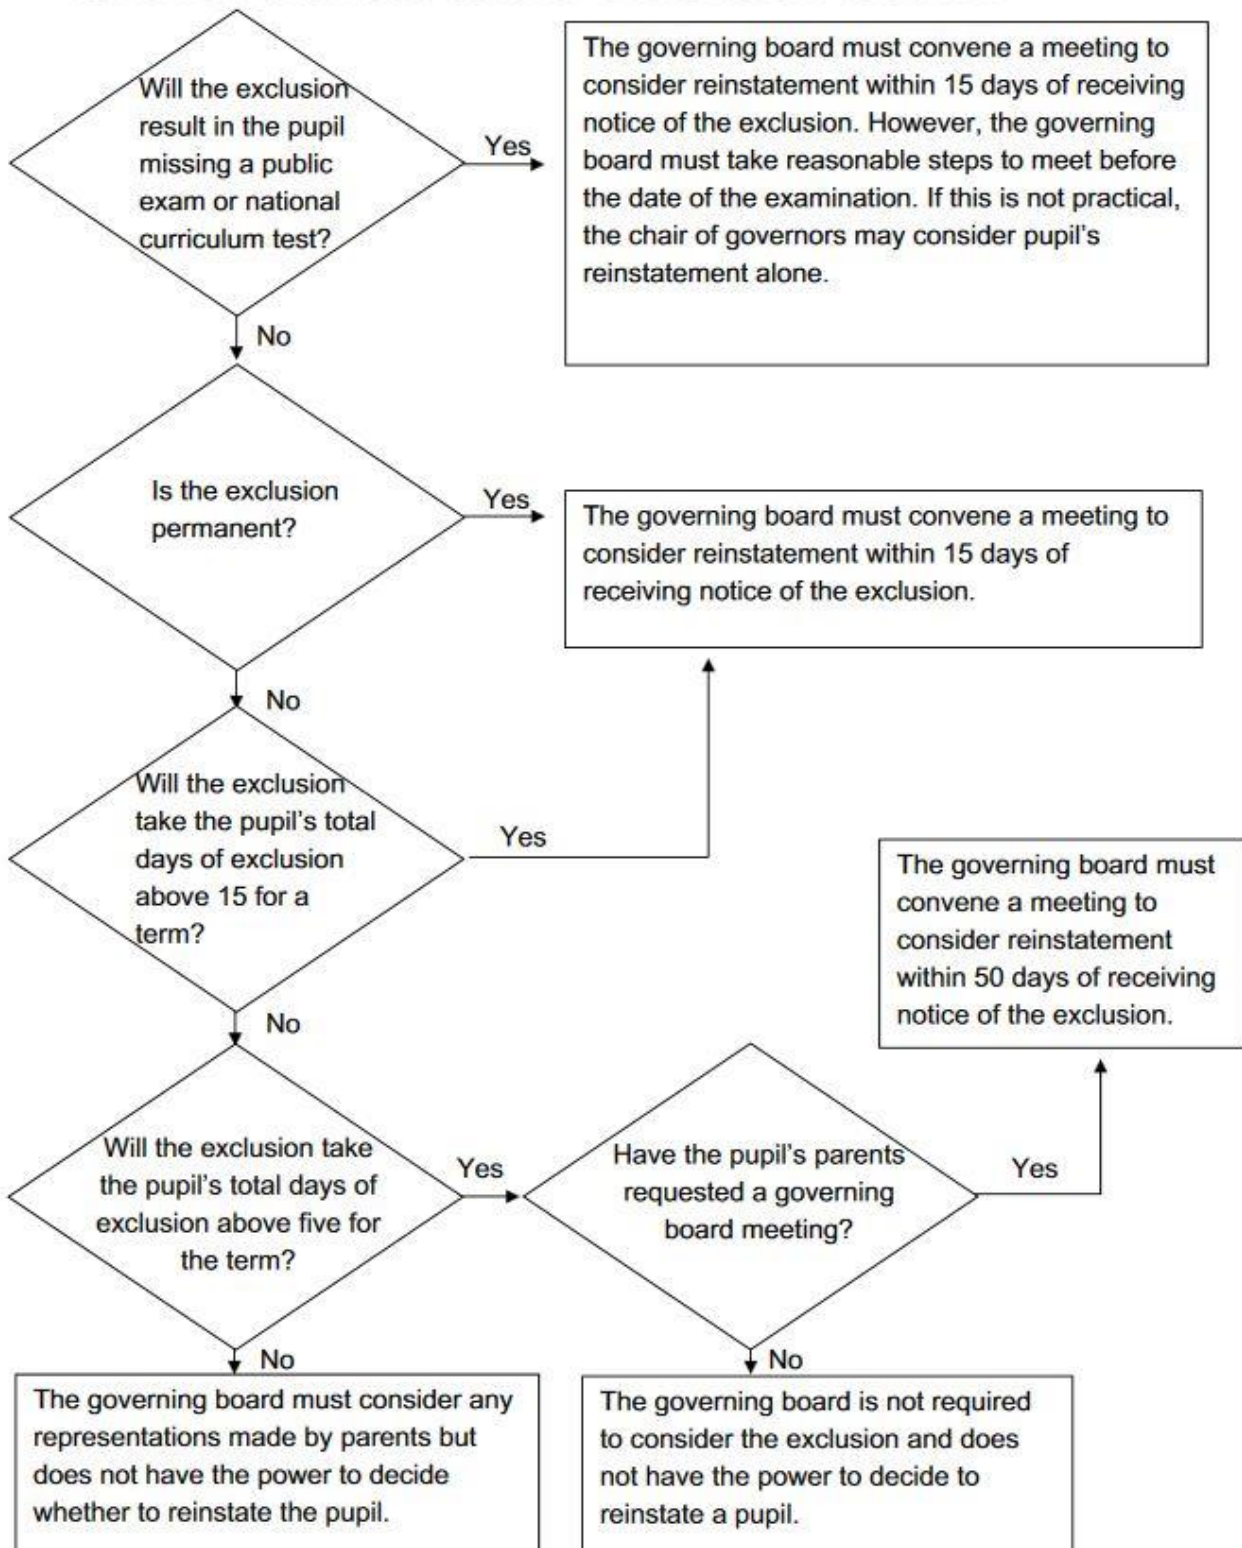 Will the exclusion
result in the pupil
missing a public
exam or national
curriculum test?
Yes
The governing board must convene a meeting to
consider reinstatement within 15 days of receiving
notice of the exclusion. However, the governing
board must take reasonable steps to meet before
the date of the examination. If this is not practical,
the chair of governors may consider pupil's
reinstatement alone.
No
Is the exclusion
permanent?
Yes
The governing board must convene a meeting to
consider reinstatement within 15 days of
receiving notice of the exclusion.
No
Will the exclusion
take the pupil's total
days of exclusion
above 15 for a
term?
Yes
The governing board must
convene a meeting to
consider reinstatement
within 50 days of receiving
notice of the exclusion.
No
Will the exclusion take
the pupil's total days of
exclusion above five for
the term?
Yes
Have the pupil's parents
requested a governing
board meeting?
Yes
No
The governing board must consider any
representations made by parents but
does not have the power to decide
whether to reinstate the pupil.
No
The governing board is not required
to consider the exclusion and does
not have the power to decide to
reinstate a pupil.